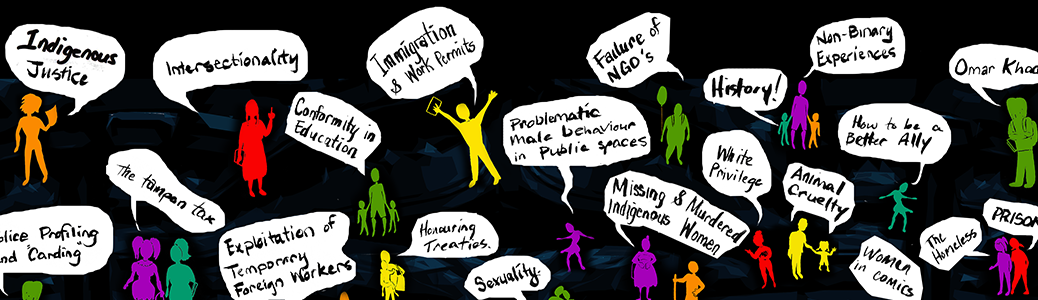 Indigenous
Justice
Intersectionality
Immigration
& Work Permits
Failure of
NGO's
Non-Binary
Experiences
Omar Khad
History!
Conformity in
Education
Problematic
male behaviour
in Public spaces
How to be a
Better Ally
White
Privilege
The tampon tax
Animal
Cruelty
Missing & Murdered
Indigenous Women
olice Profiling
nd "Carding"
Exploitation of
Temporary
Foreign Workers
Honouring
Treaties.
Sexuality.
Women
in comics
The
Homeless
PRISON